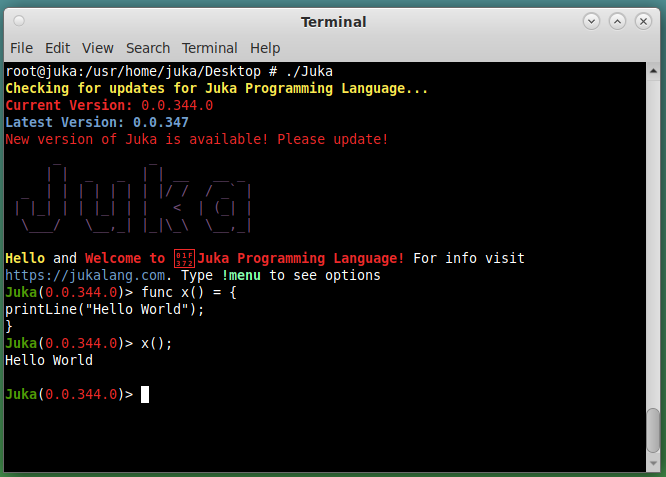 Terminal
File Edit View Search Terminal Help
root@juka:/usr/home/juka/Desktop # ./Juka
Checking for updates for Juka Programming Language...
Current Version: 0.0.344.0
Latest Version: 0.0.347
New version of Juka is available! Please update!
Juka
Hello and Welcome to 01F372Juka Programming Language! For info visit
https://jukalang.com. Type !menu to see options
Juka(0.0.344.0)> func x() = {
printLine("Hello World");
}
Juka(0.0.344.0)> x();
Hello World
Juka(0.0.344.0)>